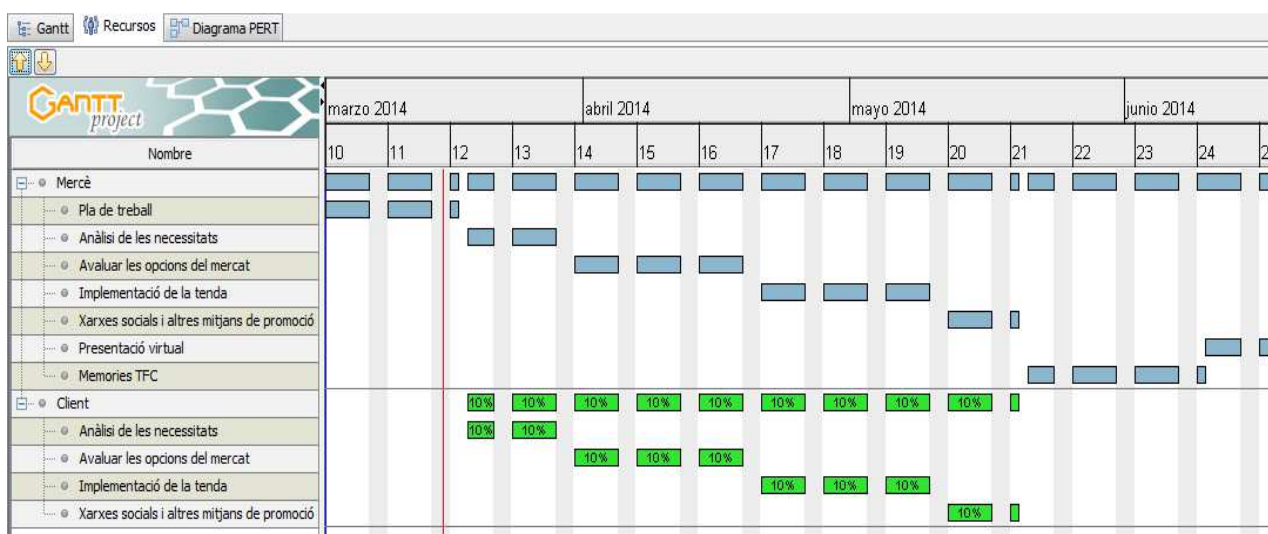 Gantt Recursos Diagrama PERT
GANTT
project
marzo 2014 abril 2014 mayo 2014 junio 2014
Nombre 10 11 12 13 14 15 16 17 18 19 20 21 22 23 24 2
Mercè
Pla de treball
Anàlisi de les necessitats
Avaluar les opcions del mercat
Implementació de la tenda
Xarxes socials i altres mitjans de promoció
Presentació virtual
Memories TFC
Client 10% 10% 10% 10% 10% 10% 10% 10% 10%
Anàlisi de les necessitats 10% 10%
Avaluar les opcions del mercat 10% 10% 10%
Implementació de la tenda 10% 10% 10%
Xarxes socials i altres mitjans de promoció 10%